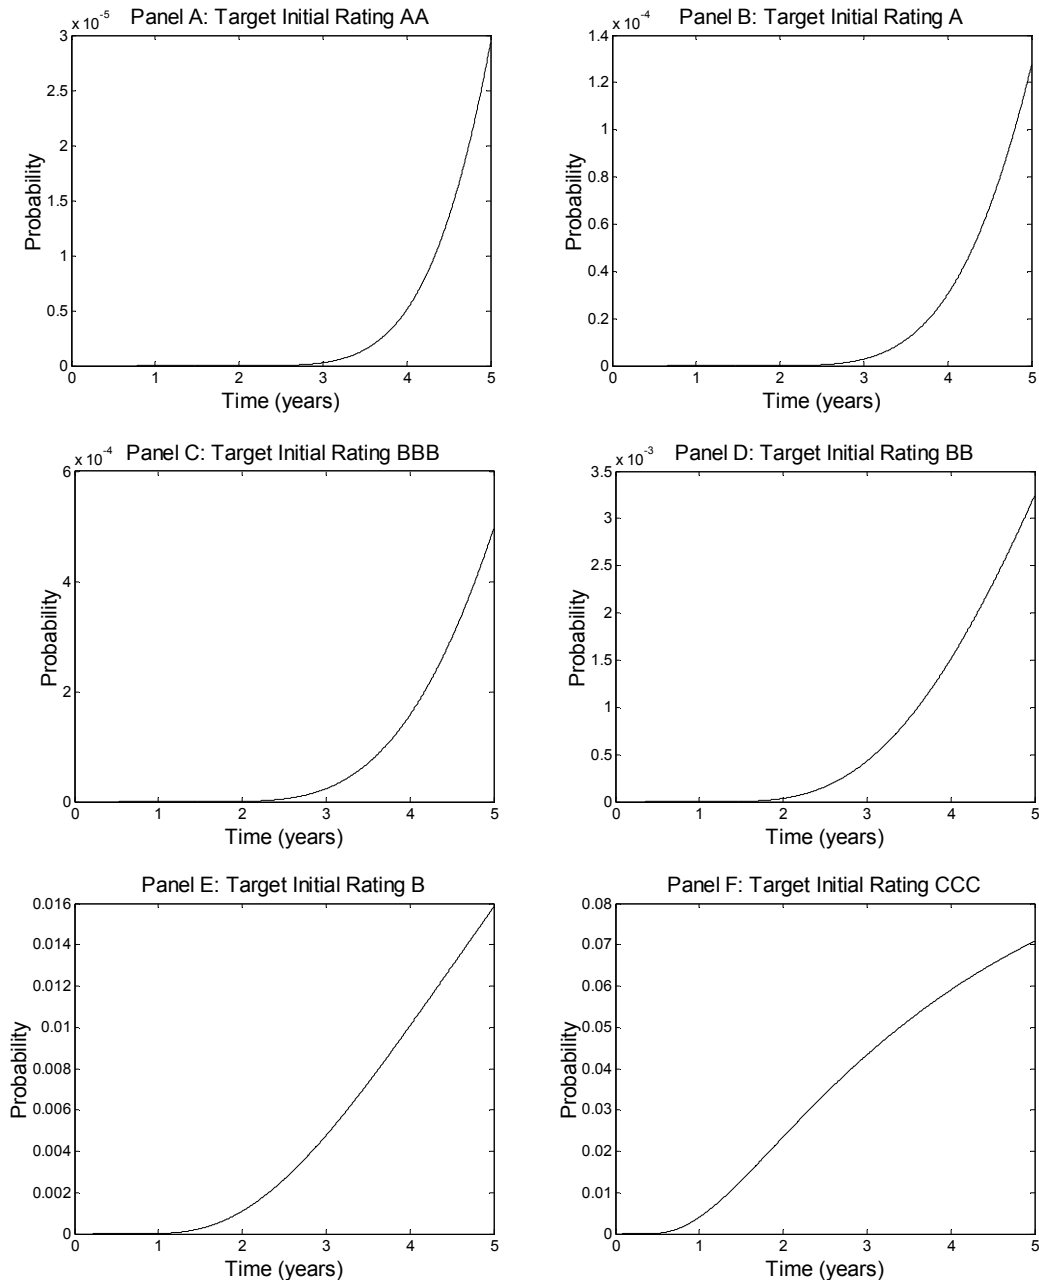 x 10-5
Panel A: Target Initial Rating AA
3
2.5
2
1.5
1
0.5
0
Probability
0 1 2 3 4 5
Time (years)
x 10-4
Panel B: Target Initial Rating A
1.4
1.2
1
0.8
0.6
0.4
0.2
0
Probability
0 1 2 3 4 5
Time (years)
x 10-4
Panel C: Target Initial Rating BBB
6
4
2
0
Probability
0 1 2 3 4 5
Time (years)
x 10-3
Panel D: Target Initial Rating BB
3.5
3
2.5
2
1.5
1
0.5
0
Probability
0 1 2 3 4 5
Time (years)
Panel E: Target Initial Rating B
0.016
0.014
0.012
0.01
0.008
0.006
0.004
0.002
0
Probability
0 1 2 3 4 5
Time (years)
Panel F: Target Initial Rating CCC
0.08
0.07
0.06
0.05
0.04
0.03
0.02
0.01
0
Probability
0 1 2 3 4 5
Time (years)